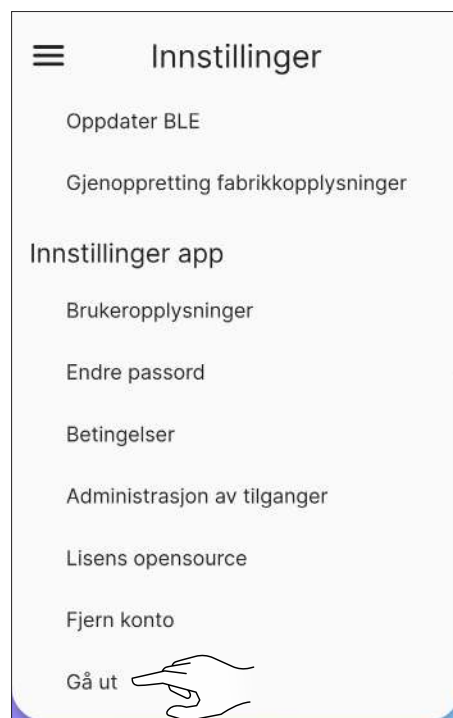 Innstillinger
Oppdater BLE
Gjenoppretting fabrikkopplysninger
Innstillinger app
Brukeropplysninger
Endre passord
Betingelser
Administrasjon av tilganger
Lisens opensource
Fjern konto
Gå ut